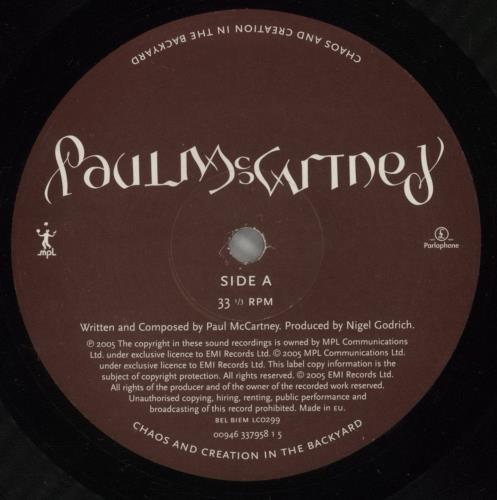 CHAOS AND CREATION IN THE BACKYARD
Paul McCartney
mpl
Parlophone
SIDE A
33 1/3 RPM
Written and Composed by Paul McCartney. Produced by Nigel Godrich.
℗ 2005 The copyright in these sound recordings is owned by MPL Communications
Ltd. under exclusive licence to EMI Records Ltd. © 2005 MPL Communications Ltd.
under exclusive licence to EMI Records Ltd. This label copy information is the
subject of copyright protection. All rights reserved. © 2005 EMI Records Ltd.
All rights of the producer and of the owner of the recorded work reserved.
Unauthorised copying, hiring, renting, public performance and
broadcasting of this record prohibited. Made in EU.
BEL BIEM LC0299
00946 337958 1 5
CHAOS AND CREATION IN THE BACKYARD